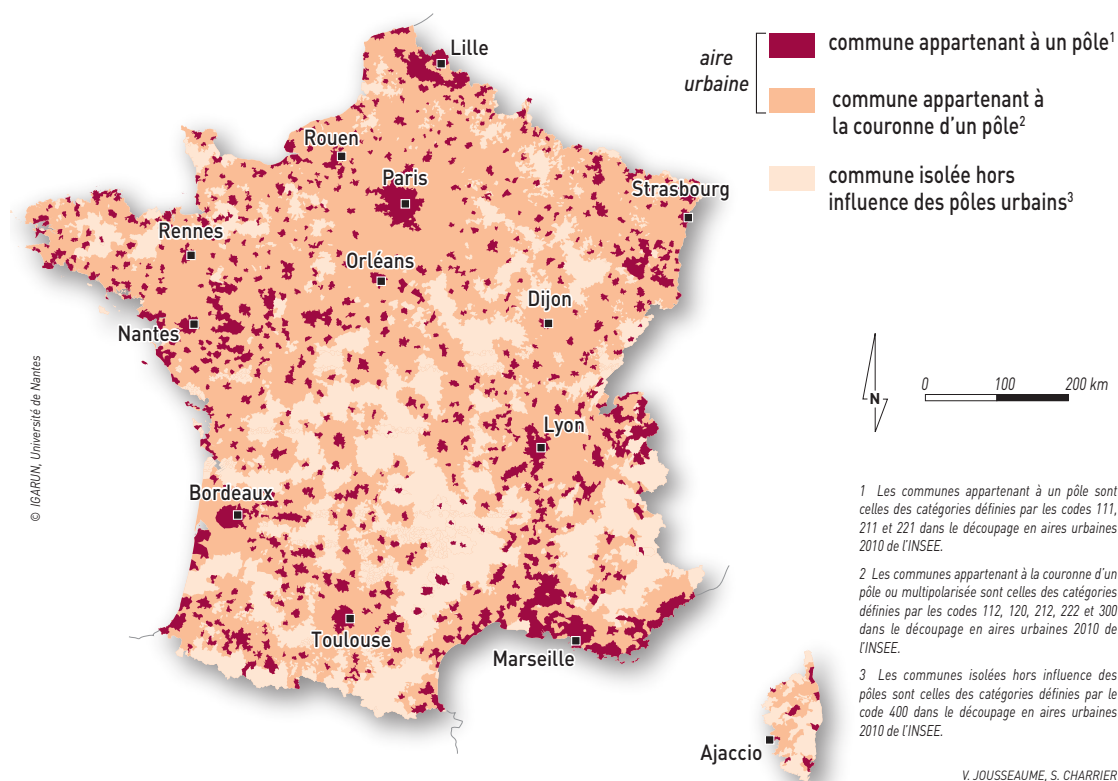 Lille
Rouen
Paris
Strasbourg
Rennes
Orléans
Dijon
Nantes
Lyon
Bordeaux
Toulouse
Marseille
Ajaccio
© IGARUN, Université de Nantes
aire
urbaine
commune appartenant à un pôle¹
commune appartenant à
la couronne d'un pôle²
commune isolée hors
influence des pôles urbains³
N
0 100 200 km
1 Les communes appartenant à un pôle sont
celles des catégories définies par les codes 111,
211 et 221 dans le découpage en aires urbaines
2010 de l'INSEE.
2 Les communes appartenant à la couronne d'un
pôle ou multipolarisée sont celles des catégories
définies par les codes 112, 120, 212, 222 et 300
dans le découpage en aires urbaines 2010 de
l'INSEE.
3 Les communes isolées hors influence des
pôles sont celles des catégories définies par le
code 400 dans le découpage en aires urbaines
2010 de l'INSEE.
V. JOUSSEAUME, S. CHARRIER